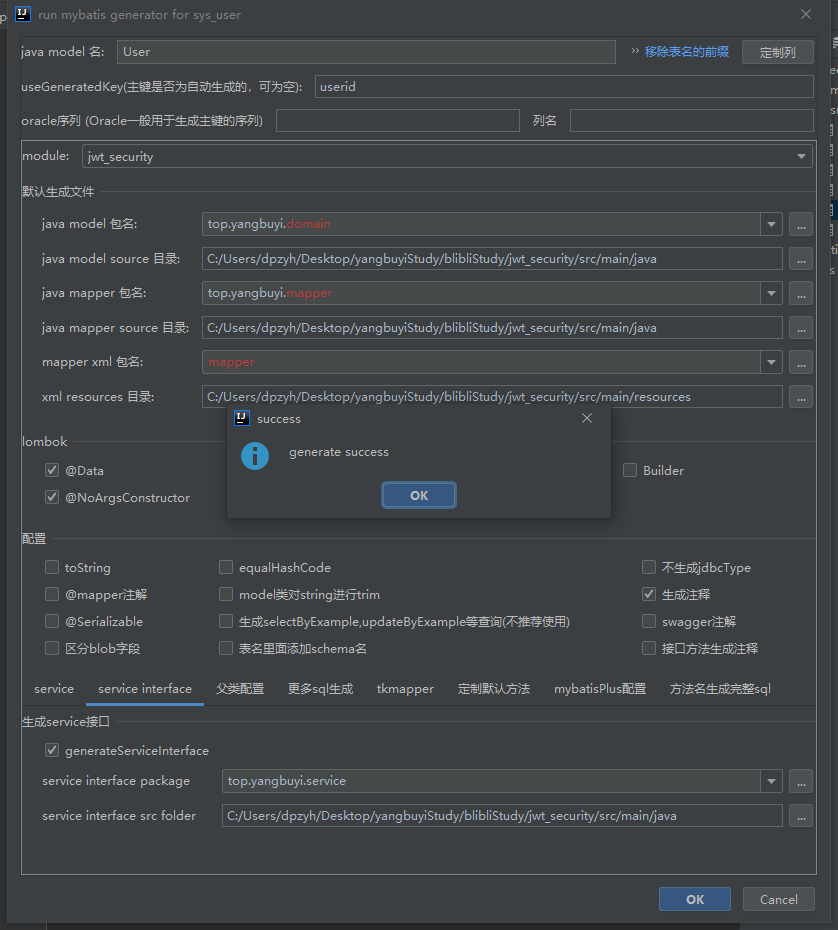 run mybatis generator for sys_user
java model 名: User >> 移除表名的前缀 定制列
useGeneratedKey(主键是否为自动生成的，可为空): userid
oracle序列 (Oracle一般用于生成主键的序列) 列名
module: jwt_security
默认生成文件
java model 包名: top.yangbuyi.domain ...
java model source 目录: C:/Users/dpzyh/Desktop/yangbuyiStudy/blibliStudy/jwt_security/src/main/java ...
java mapper 包名: top.yangbuyi.mapper ...
java mapper source 目录: C:/Users/dpzyh/Desktop/yangbuyiStudy/blibliStudy/jwt_security/src/main/java ...
mapper xml 包名: mapper ...
xml resources 目录: C:/Users/dpzyh/Desktop/yangbuyiStudy/blibliStudy/jwt_security/src/main/resources ...
success
generate success
OK
lombok
@Data Builder
@NoArgsConstructor
配置
toString equalHashCode 不生成jdbcType
@mapper注解 model类对string进行trim 生成注释
@Serializable 生成selectByExample,updateByExample等查询(不推荐使用) swagger注解
区分blob字段 表名里面添加schema名 接口方法生成注释
service service interface 父类配置 更多sql生成 tkmapper 定制默认方法 mybatisPlus配置 方法名生成完整sql
生成service接口
generateServiceInterface
service interface package top.yangbuyi.service ...
service interface src folder C:/Users/dpzyh/Desktop/yangbuyiStudy/blibliStudy/jwt_security/src/main/java ...
OK Cancel